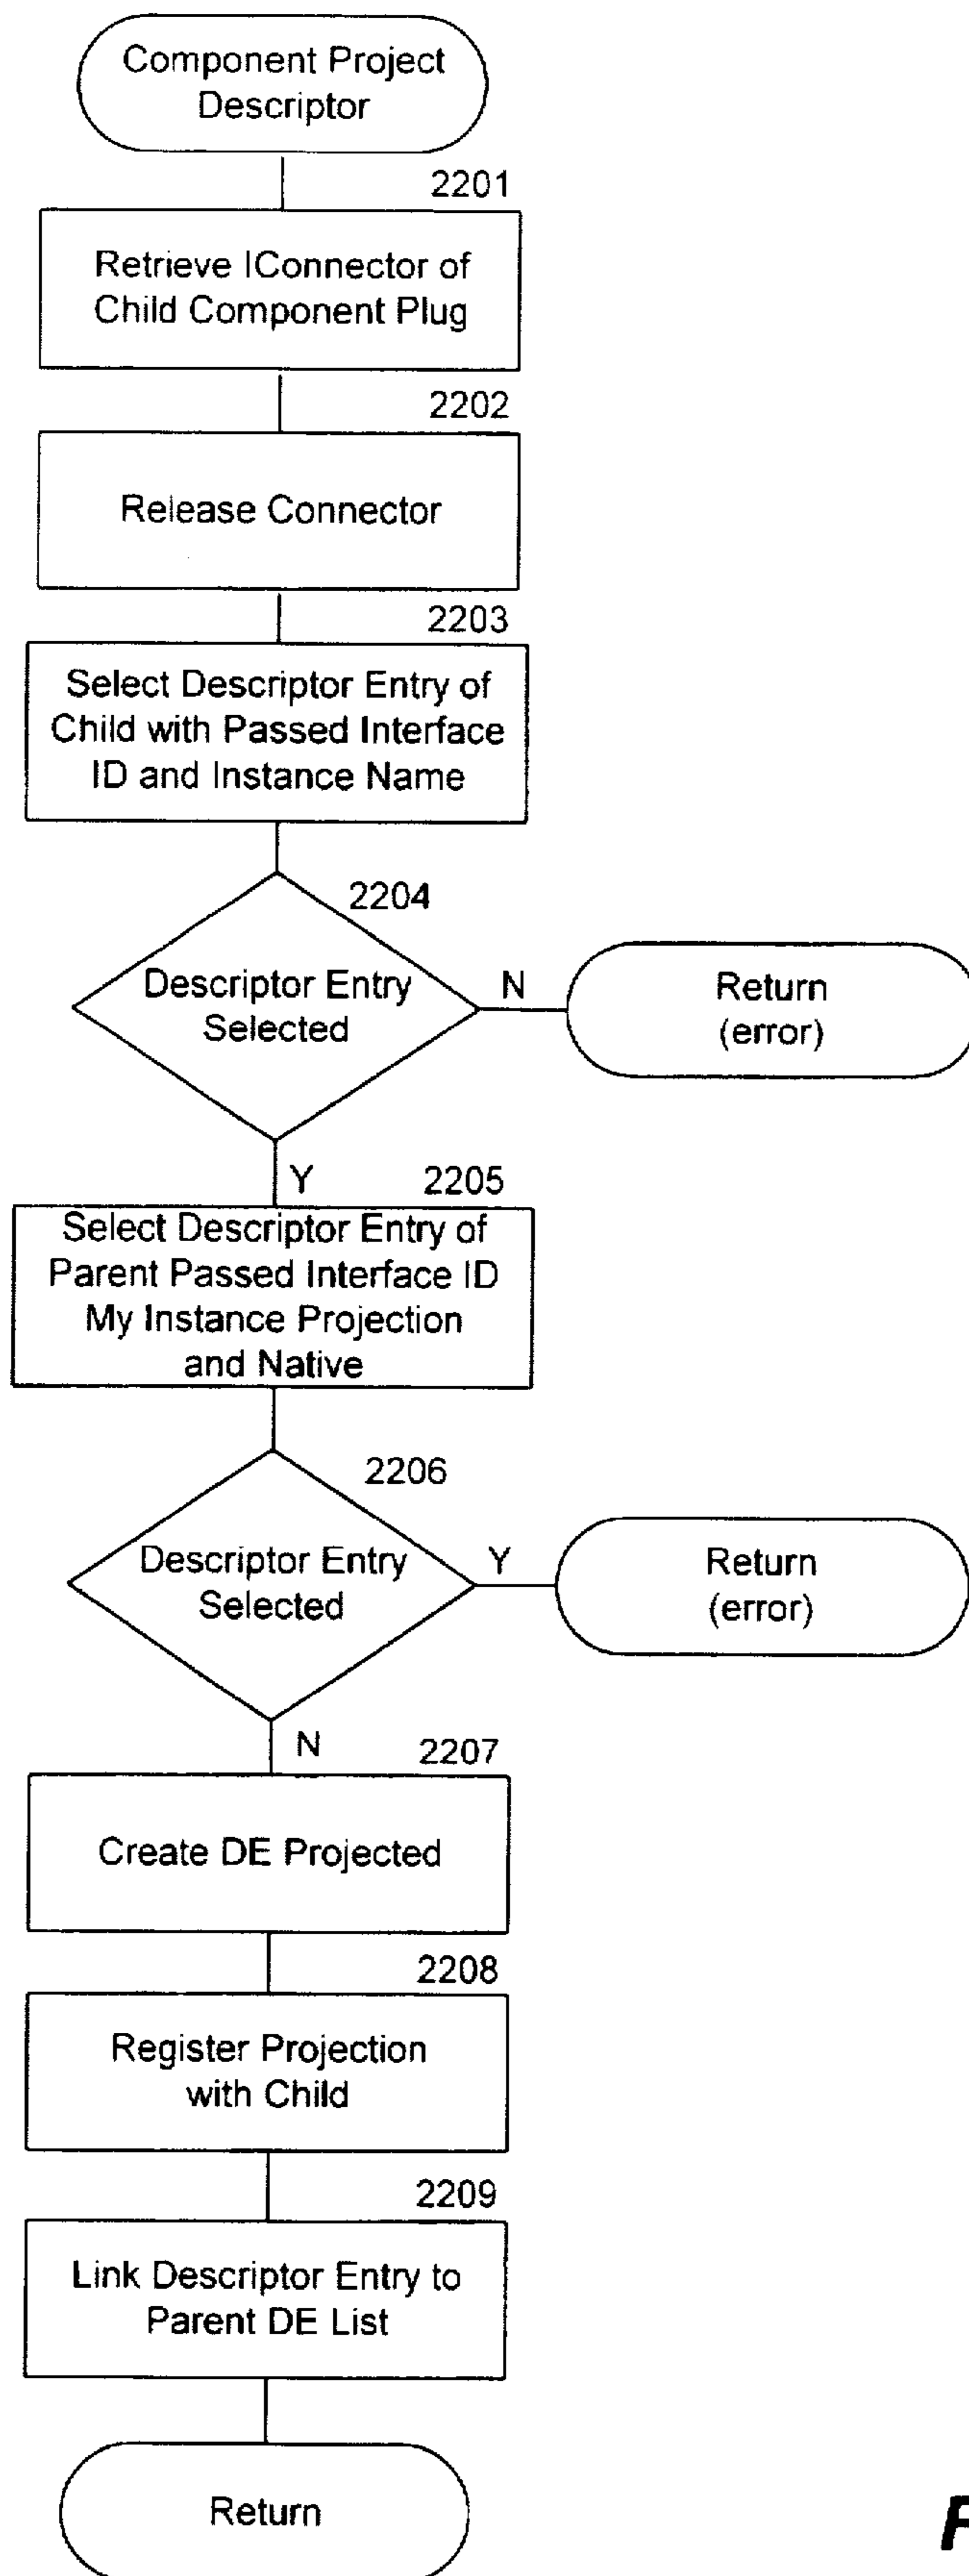 Component Project
Descriptor
2201
Retrieve IConnector of
Child Component Plug
2202
Release Connector
2203
Select Descriptor Entry of
Child with Passed Interface
ID and Instance Name
2204
Descriptor Entry
Selected
N
Return
(error)
Y
2205
Select Descriptor Entry of
Parent Passed Interface ID
My Instance Projection
and Native
2206
Descriptor Entry
Selected
Y
Return
(error)
N
2207
Create DE Projected
2208
Register Projection
with Child
2209
Link Descriptor Entry to
Parent DE List
Return